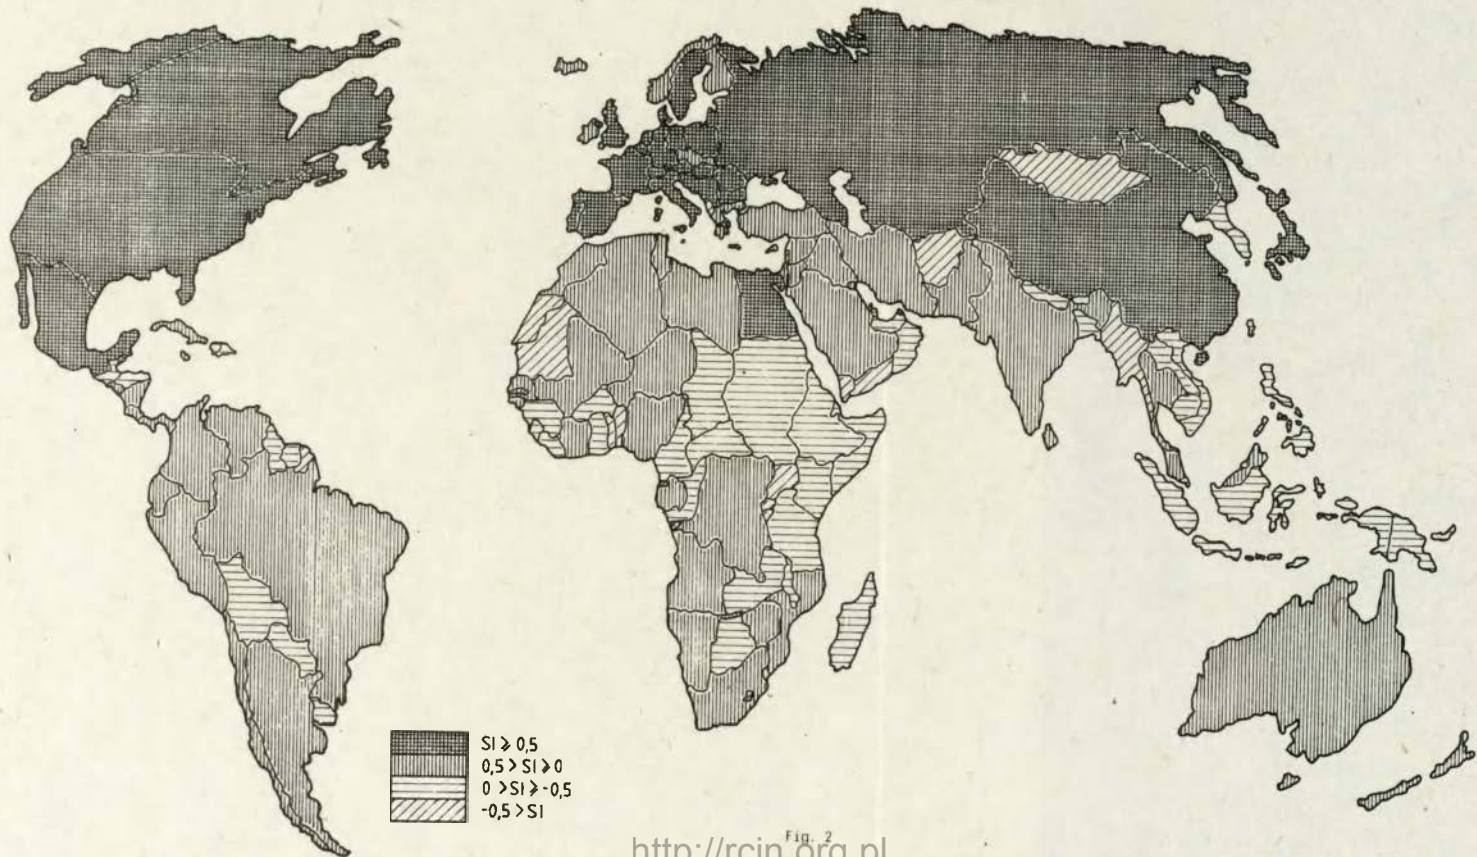 SI ⩾ 0,5
0,5 > SI ⩾ 0
0 > SI ⩾ -0,5
-0,5 > SI
Fig. 2
http://rcin.org.pl